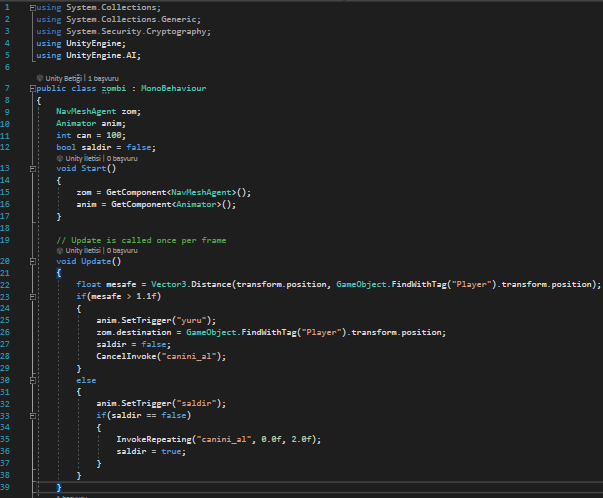 1 using System.Collections;
2 using System.Collections.Generic;
3 using System.Security.Cryptography;
4 using UnityEngine;
5 using UnityEngine.AI;
6
Unity Betiği | 1 başvuru
7 public class zombi : MonoBehaviour
8 {
9 NavMeshAgent zom;
10 Animator anim;
11 int can = 100;
12 bool saldir = false;
Unity İletisi | 0 başvuru
13 void Start()
14 {
15 zom = GetComponent<NavMeshAgent>();
16 anim = GetComponent<Animator>();
17 }
18
19 // Update is called once per frame
Unity İletisi | 0 başvuru
20 void Update()
21 {
22 float mesafe = Vector3.Distance(transform.position, GameObject.FindWithTag("Player").transform.position);
23 if(mesafe > 1.1f)
24 {
25 anim.SetTrigger("yuru");
26 zom.destination = GameObject.FindWithTag("Player").transform.position;
27 saldir = false;
28 CancelInvoke("canini_al");
29 }
30 else
31 {
32 anim.SetTrigger("saldir");
33 if(saldir == false)
34 {
35 InvokeRepeating("canini_al", 0.0f, 2.0f);
36 saldir = true;
37 }
38 }
39 }